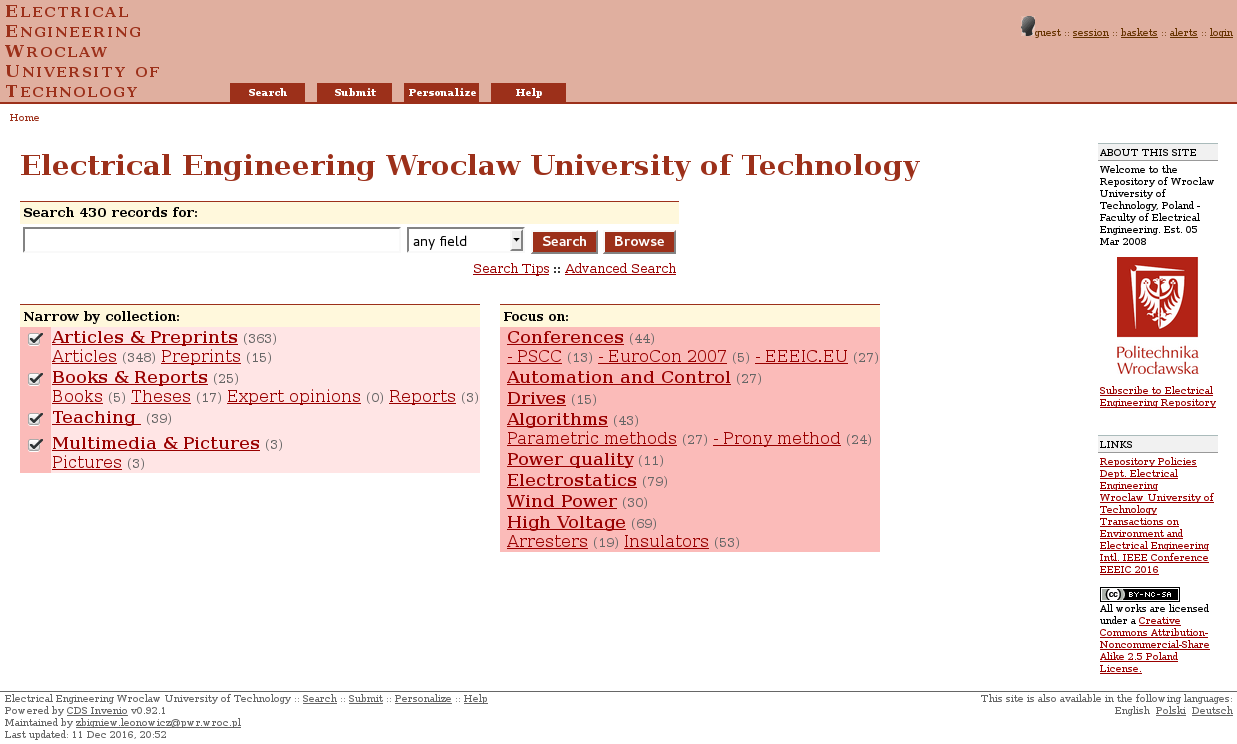 ELECTRICAL
ENGINEERING
WROCLAW
UNIVERSITY OF
TECHNOLOGY
guest :: session :: baskets :: alerts :: login
Search Submit Personalize Help
Home
Electrical Engineering Wroclaw University of Technology
Search 430 records for:
any field Search Browse
Search Tips :: Advanced Search
Narrow by collection:
Articles & Preprints (363)
Articles (348) Preprints (15)
Books & Reports (25)
Books (5) Theses (17) Expert opinions (0) Reports (3)
Teaching (39)
Multimedia & Pictures (3)
Pictures (3)
Focus on:
Conferences (44)
- PSCC (13) - EuroCon 2007 (5) - EEEIC.EU (27)
Automation and Control (27)
Drives (15)
Algorithms (43)
Parametric methods (27) - Prony method (24)
Power quality (11)
Electrostatics (79)
Wind Power (30)
High Voltage (69)
Arresters (19) Insulators (53)
ABOUT THIS SITE
Welcome to the
Repository of Wroclaw
University of
Technology, Poland -
Faculty of Electrical
Engineering. Est. 05
Mar 2008
Politechnika
Wrocławska
Subscribe to Electrical
Engineering Repository
LINKS
Repository Policies
Dept. Electrical
Engineering
Wroclaw University of
Technology
Transactions on
Environment and
Electrical Engineering
Intl. IEEE Conference
EEEIC 2016
(cc) BY-NC-SA
All works are licensed
under a Creative
Commons Attribution-
Noncommercial-Share
Alike 2.5 Poland
License.
Electrical Engineering Wroclaw University of Technology :: Search :: Submit :: Personalize :: Help
Powered by CDS Invenio v0.92.1
Maintained by zbigniew.leonowicz@pwr.wroc.pl
Last updated: 11 Dec 2016, 20:52
This site is also available in the following languages:
English Polski Deutsch